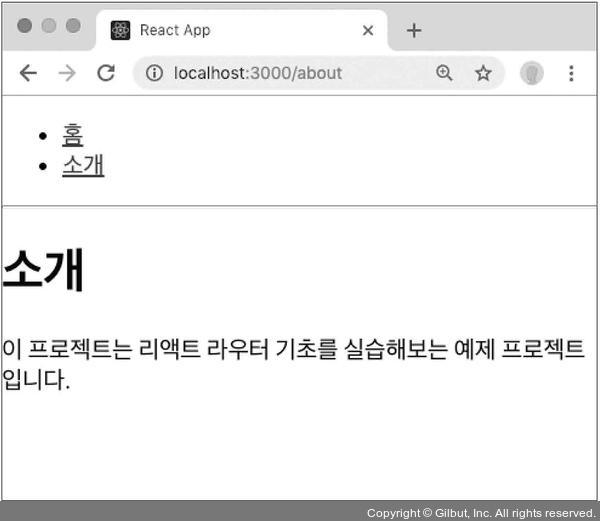 React App
localhost:3000/about
홈
소개
소개
이 프로젝트는 리액트 라우터 기초를 실습해보는 예제 프로젝트
입니다.
Copyright © Gilbut, Inc. All rights reserved.